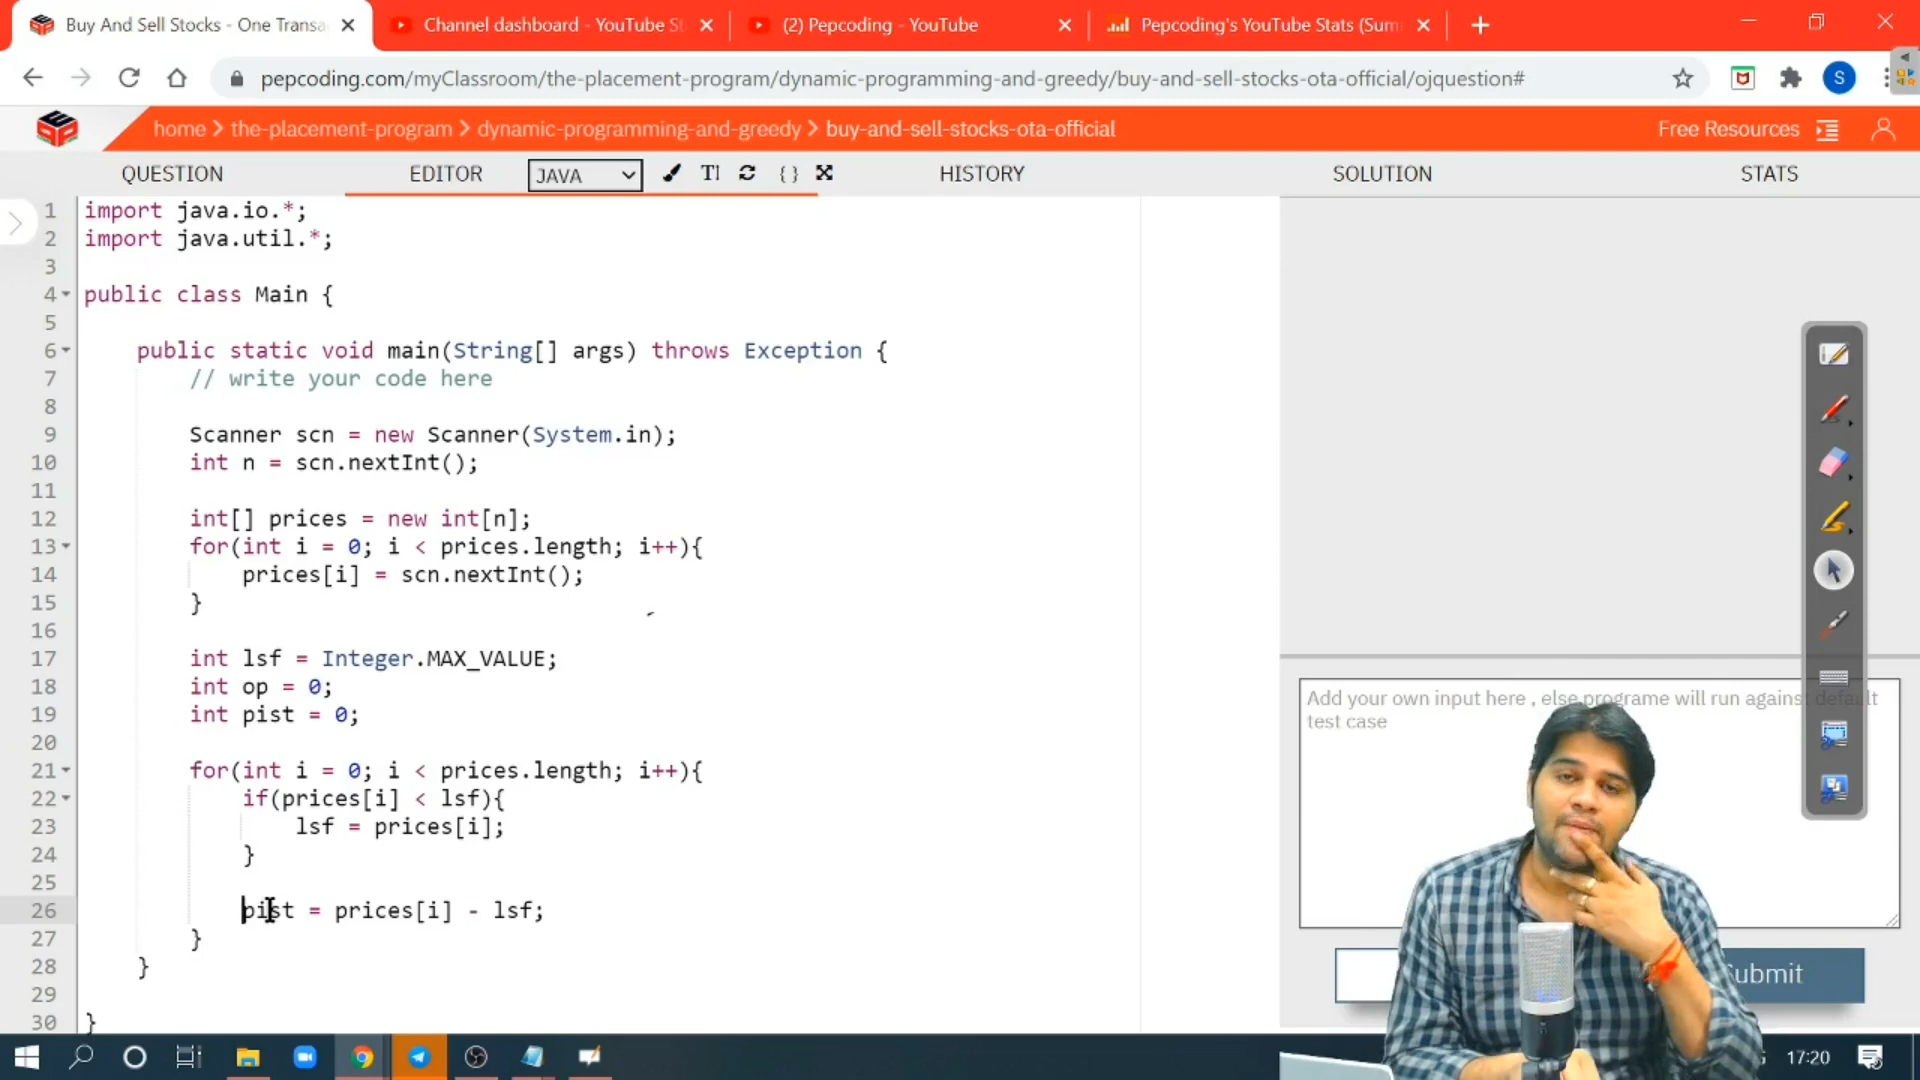 Buy And Sell Stocks - One Transa
Channel dashboard - YouTube St
(2) Pepcoding - YouTube
Pepcoding's YouTube Stats (Sum
pepcoding.com/myClassroom/the-placement-program/dynamic-programming-and-greedy/buy-and-sell-stocks-ota-official/ojquestion#
S
home > the-placement-program > dynamic-programming-and-greedy > buy-and-sell-stocks-ota-official
Free Resources
QUESTION
EDITOR
JAVA
{ }
HISTORY
SOLUTION
STATS
1 import java.io.*;
2 import java.util.*;
3
4 public class Main {
5
6 public static void main(String[] args) throws Exception {
7 // write your code here
8
9 Scanner scn = new Scanner(System.in);
10 int n = scn.nextInt();
11
12 int[] prices = new int[n];
13 for(int i = 0; i < prices.length; i++){
14 prices[i] = scn.nextInt();
15 }
16
17 int lsf = Integer.MAX_VALUE;
18 int op = 0;
19 int pist = 0;
20
21 for(int i = 0; i < prices.length; i++){
22 if(prices[i] < lsf){
23 lsf = prices[i];
24 }
25
26 pist = prices[i] - lsf;
27 }
28 }
29
30 }
Add your own input here , else programe will run against default
test case
ubmit
17:20